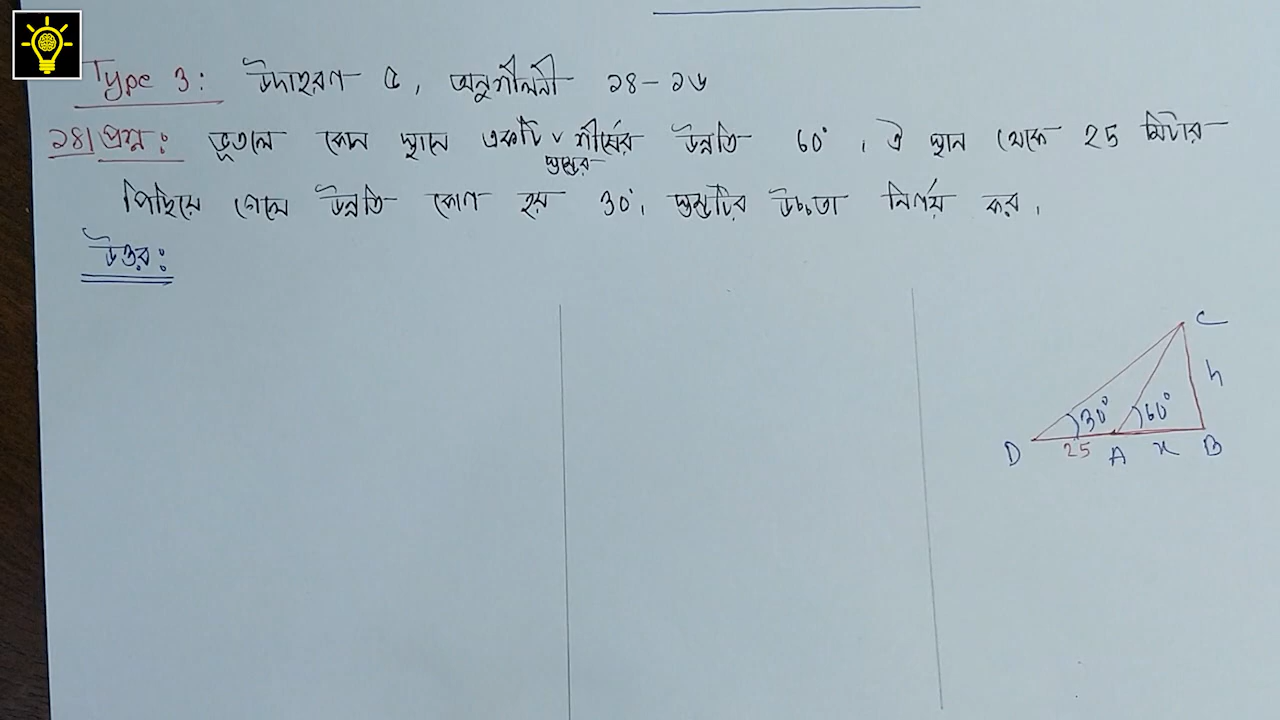 Type 3: উদাহরণ ৫, অনুশীলনী ১৪-১৬
১৪| প্রশ্ন: ভূতলে কোন স্থানে একটি স্তম্ভের শীর্ষের উন্নতি 60°। ঐ স্থান থেকে 25 মিটার
পিছিয়ে গেলে উন্নতি কোণ হয় 30°। স্তম্ভটির উচ্চতা নির্ণয় কর।
উত্তর:
C
h
30° 60°
D 25 A x B